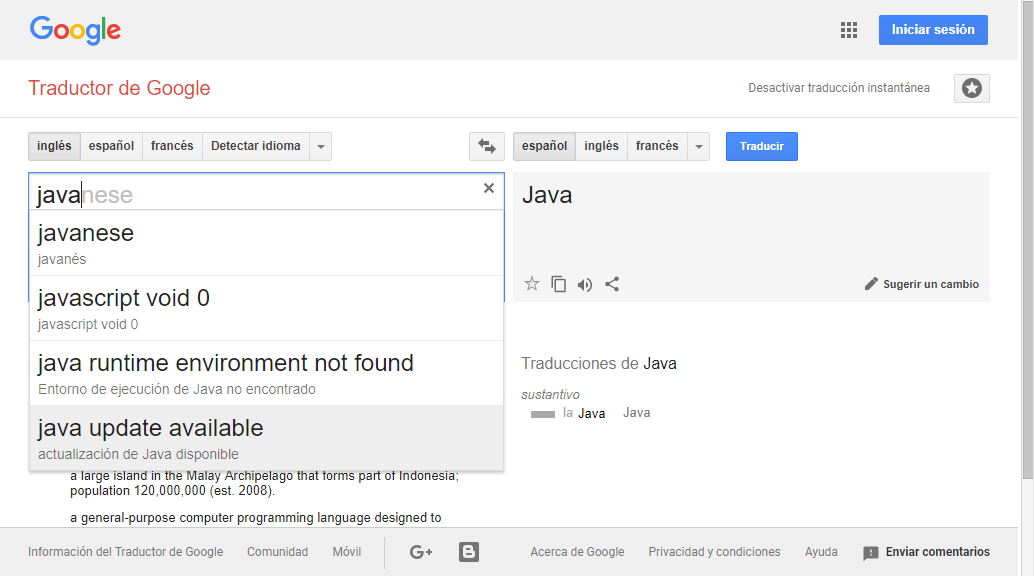 Google
Iniciar sesión
Traductor de Google
Desactivar traducción instantánea
inglés español francés Detectar idioma
español inglés francés Traducir
javanese
Java
javanese
javanés
javascript void 0
javascript void 0
java runtime environment not found
Entorno de ejecución de Java no encontrado
java update available
actualización de Java disponible
Sugerir un cambio
Traducciones de Java
sustantivo
la Java Java
a large island in the Malay Archipelago that forms part of Indonesia;
population 120,000,000 (est. 2008).
a general-purpose computer programming language designed to
Información del Traductor de Google Comunidad Móvil G+ Acerca de Google Privacidad y condiciones Ayuda Enviar comentarios